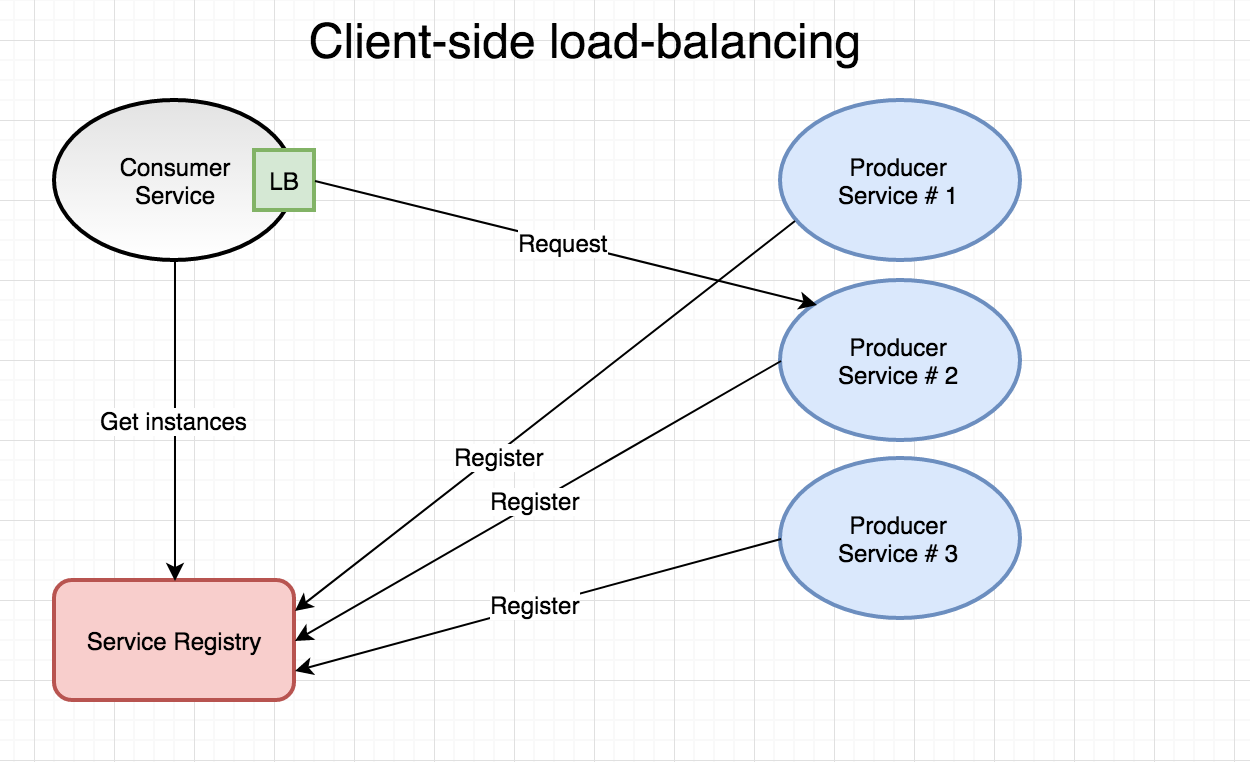 Client-side load-balancing
Consumer
Service
LB
Producer
Service # 1
Request
Producer
Service # 2
Get instances
Register
Register
Producer
Service # 3
Register
Service Registry